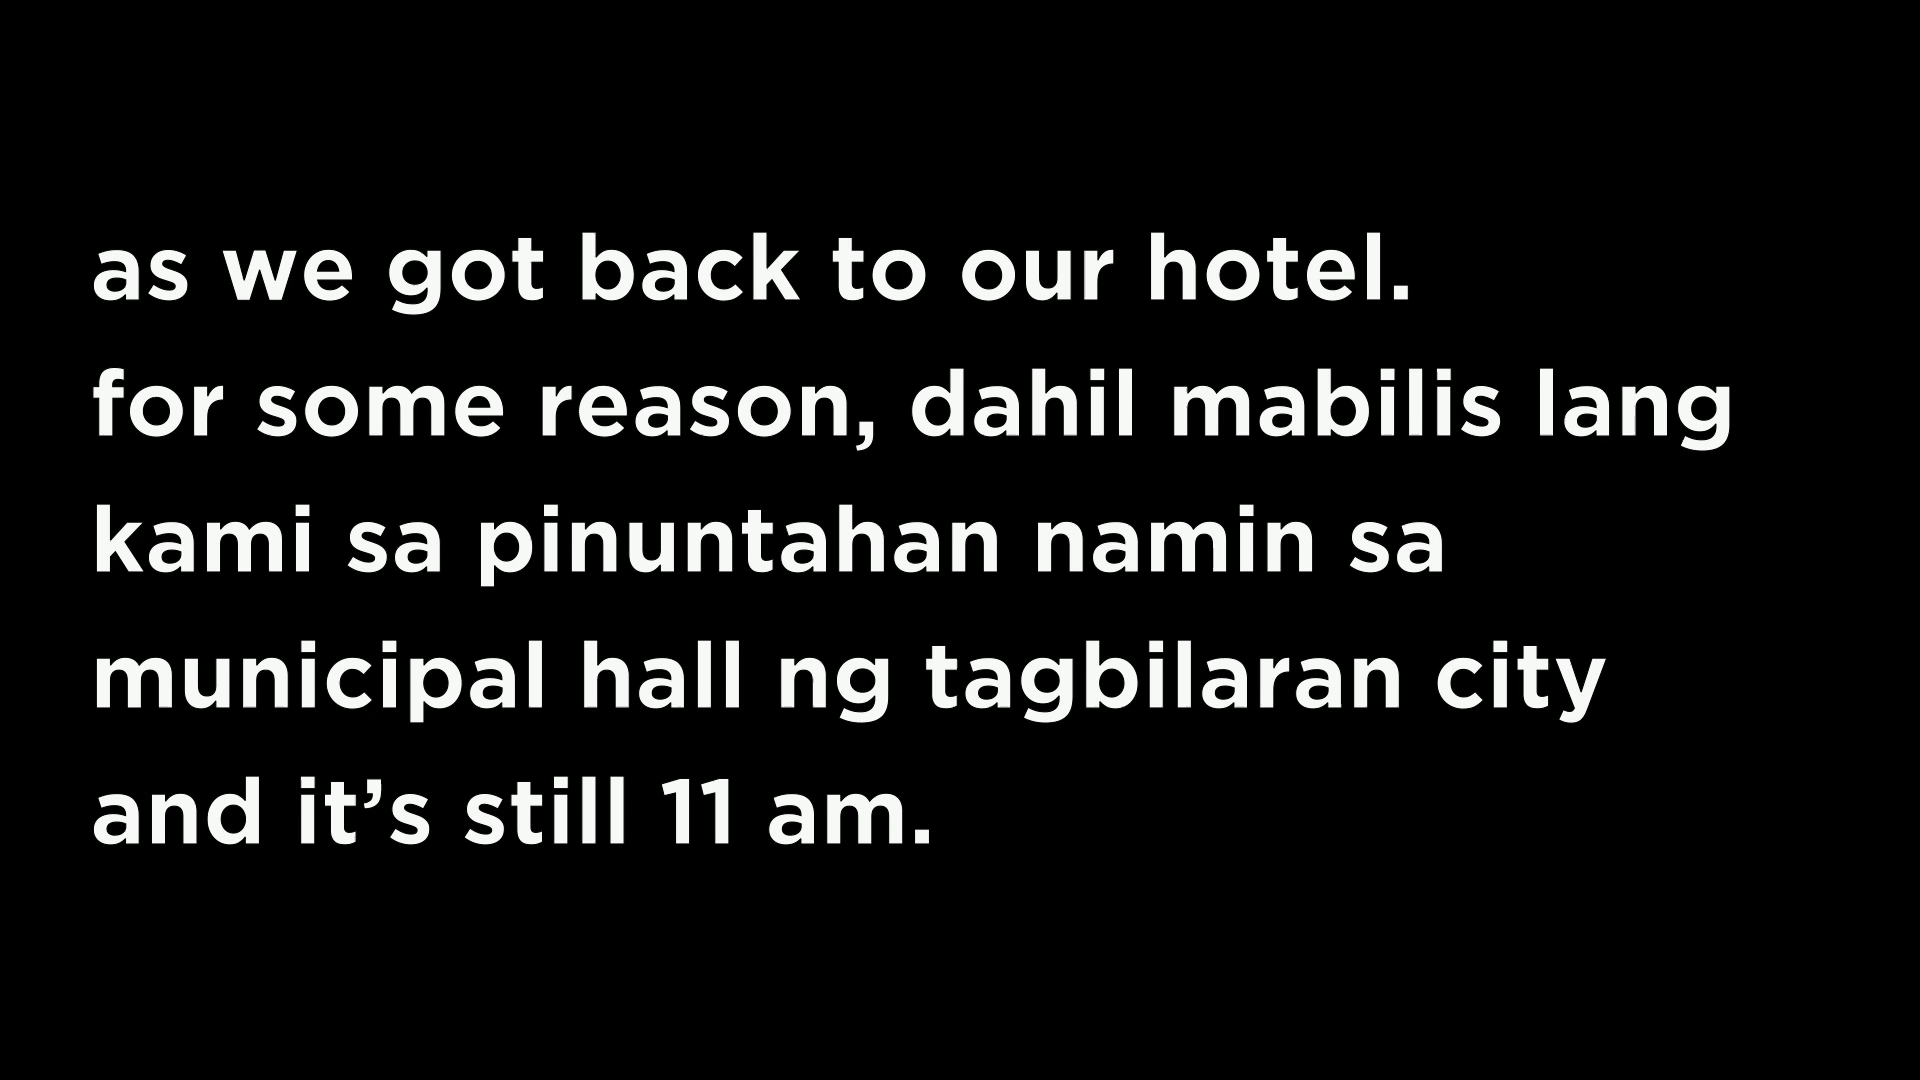 as we got back to our hotel.
for some reason, dahil mabilis lang
kami sa pinuntahan namin sa
municipal hall ng tagbilaran city
and it’s still 11 am.